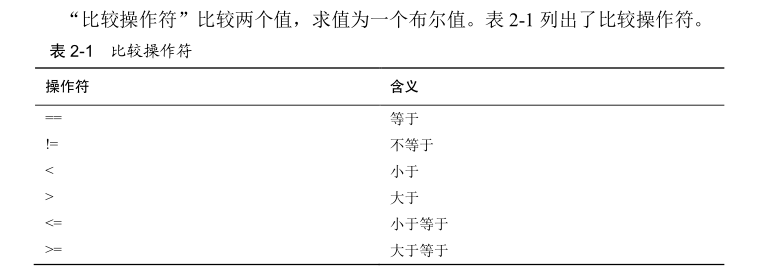 “比较操作符”比较两个值，求值为一个布尔值。表 2-1 列出了比较操作符。
表 2-1 比较操作符
操作符 含义
== 等于
!= 不等于
< 小于
> 大于
<= 小于等于
>= 大于等于